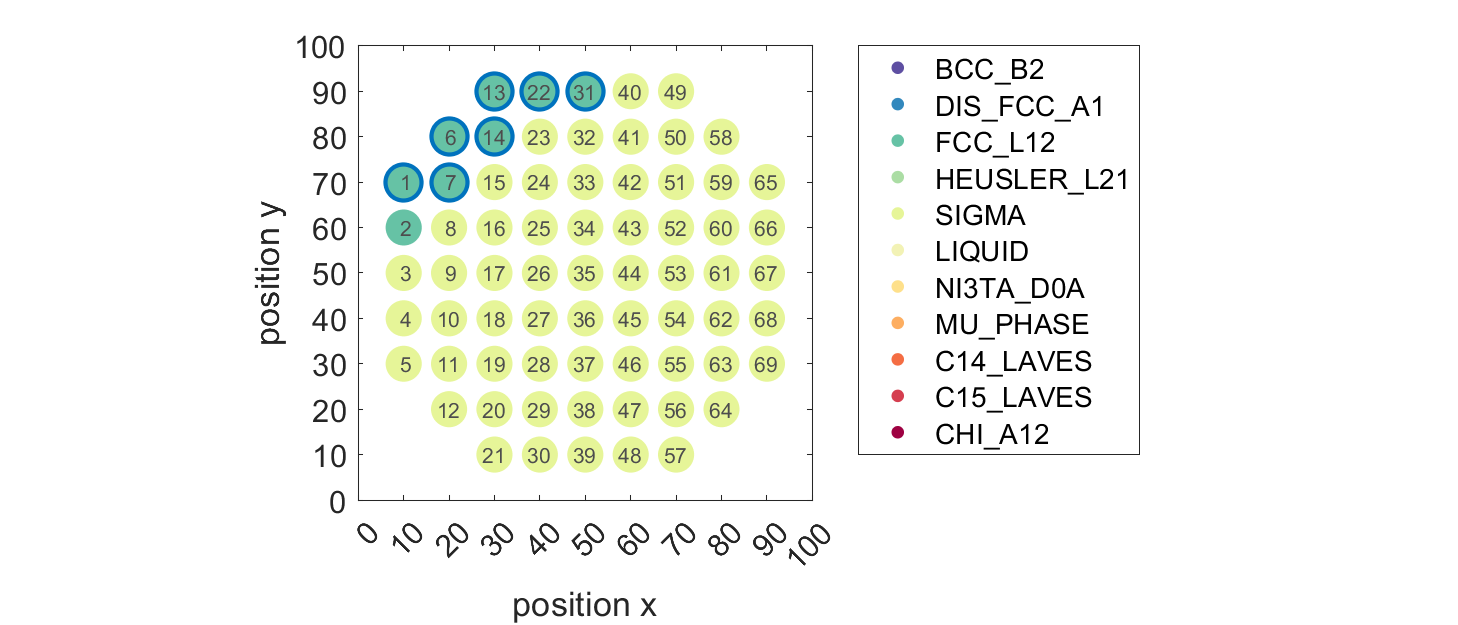 100
90
80
70
60
50
40
30
20
10
0
position y
13 22 31 40 49
6 14 23 32 41 50 58
1 7 15 24 33 42 51 59 65
2 8 16 25 34 43 52 60 66
3 9 17 26 35 44 53 61 67
4 10 18 27 36 45 54 62 68
5 11 19 28 37 46 55 63 69
12 20 29 38 47 56 64
21 30 39 48 57
0 10 20 30 40 50 60 70 80 90 100
position x
BCC_B2
DIS_FCC_A1
FCC_L12
HEUSLER_L21
SIGMA
LIQUID
NI3TA_D0A
MU_PHASE
C14_LAVES
C15_LAVES
CHI_A12